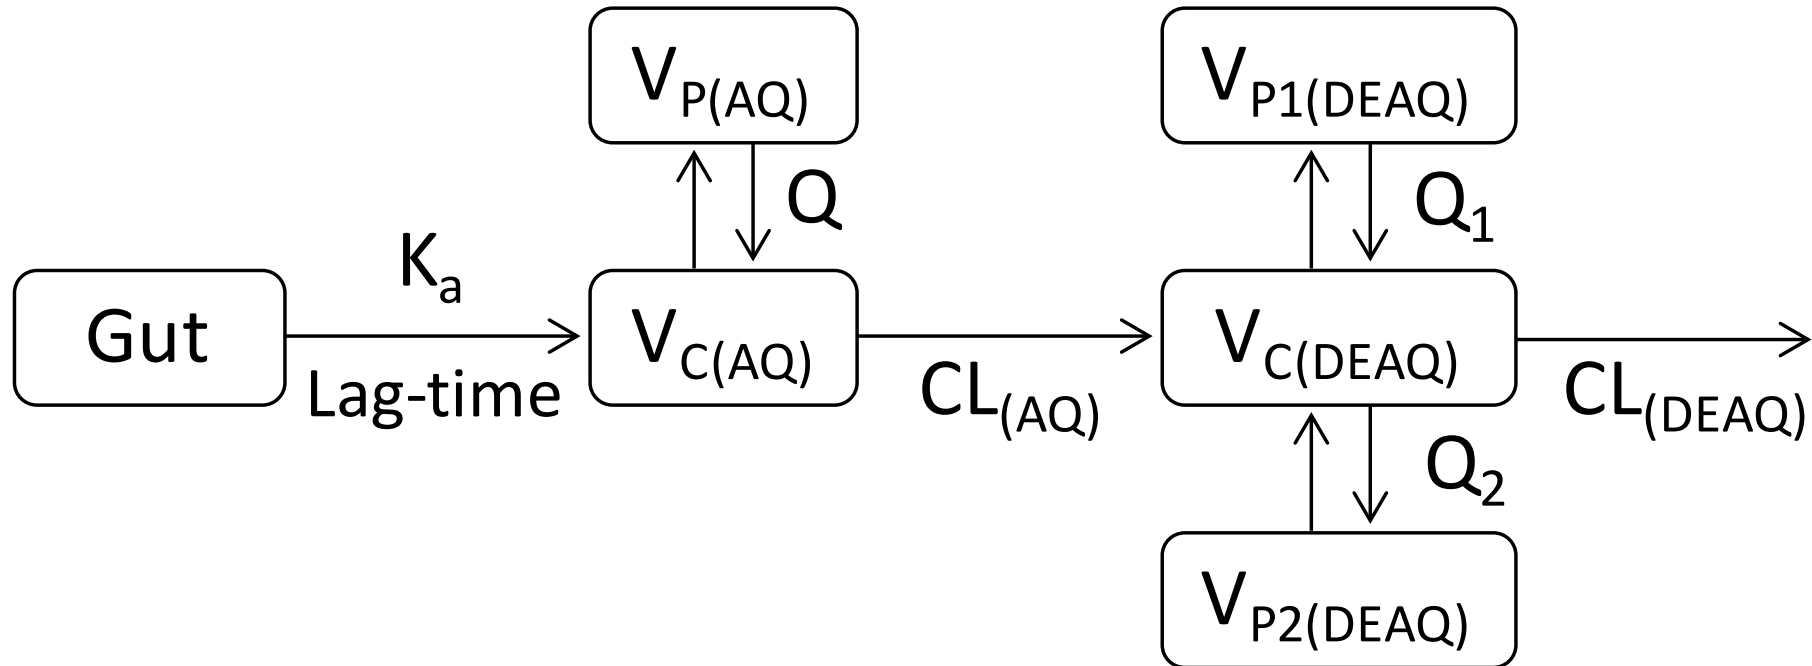 V_P(AQ)
V_P1(DEAQ)
Q
Q_1
K_a
Gut
V_C(AQ)
V_C(DEAQ)
Lag-time
CL_(AQ)
CL_(DEAQ)
Q_2
V_P2(DEAQ)